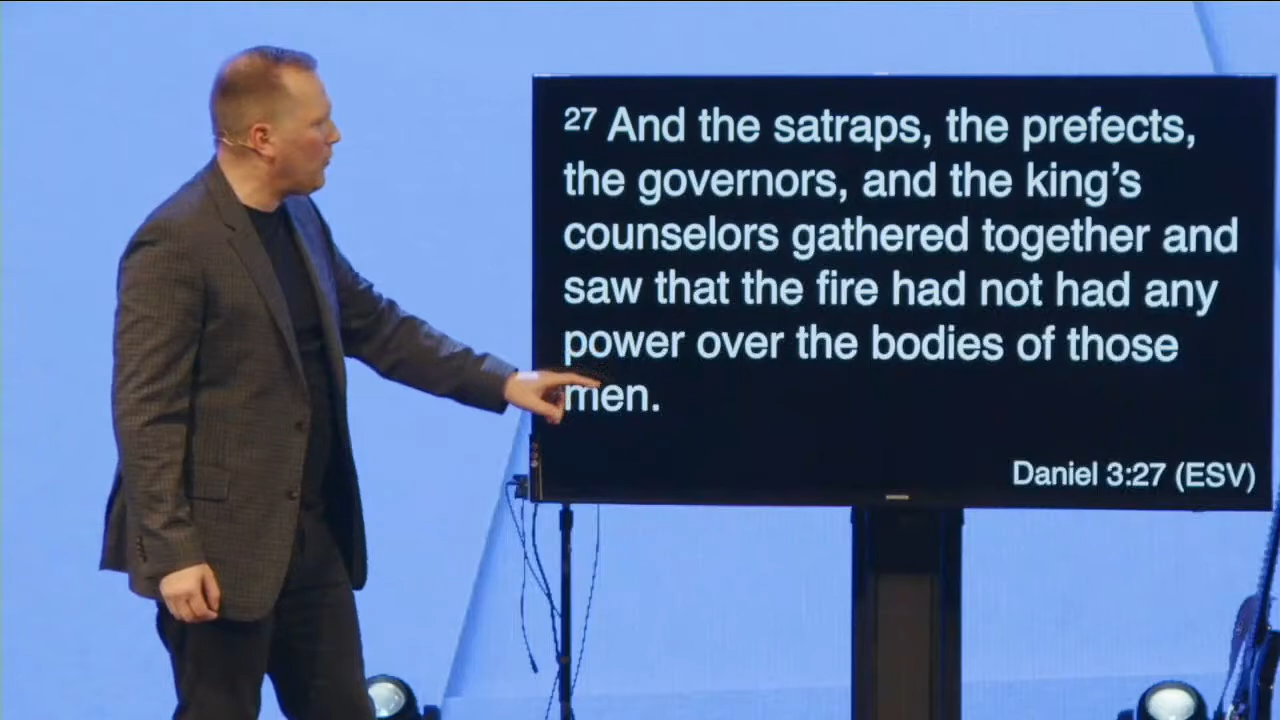 27 And the satraps, the prefects,
the governors, and the king’s
counselors gathered together and
saw that the fire had not had any
power over the bodies of those
men.
Daniel 3:27 (ESV)